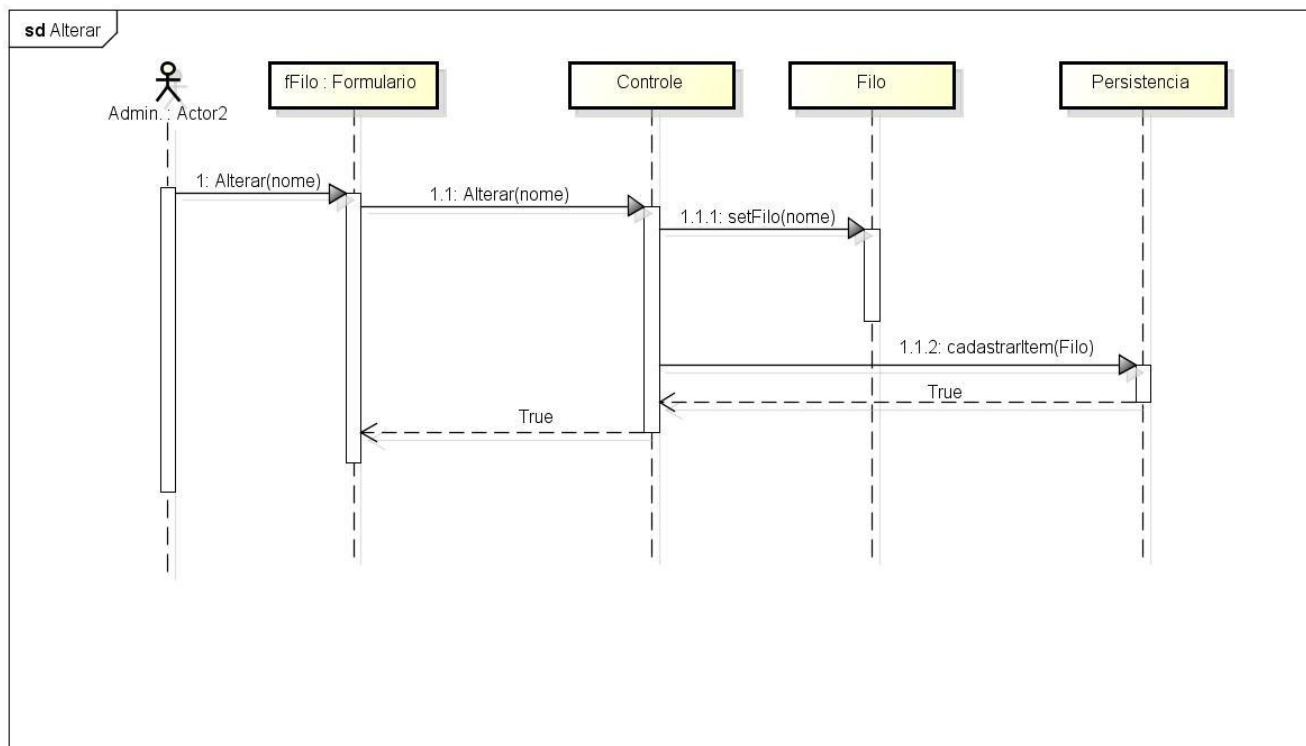 sd Alterar
Admin. : Actor2
fFilo : Formulario
Controle
Filo
Persistencia
1: Alterar(nome)
1.1: Alterar(nome)
1.1.1: setFilo(nome)
1.1.2: cadastrarItem(Filo)
True
True